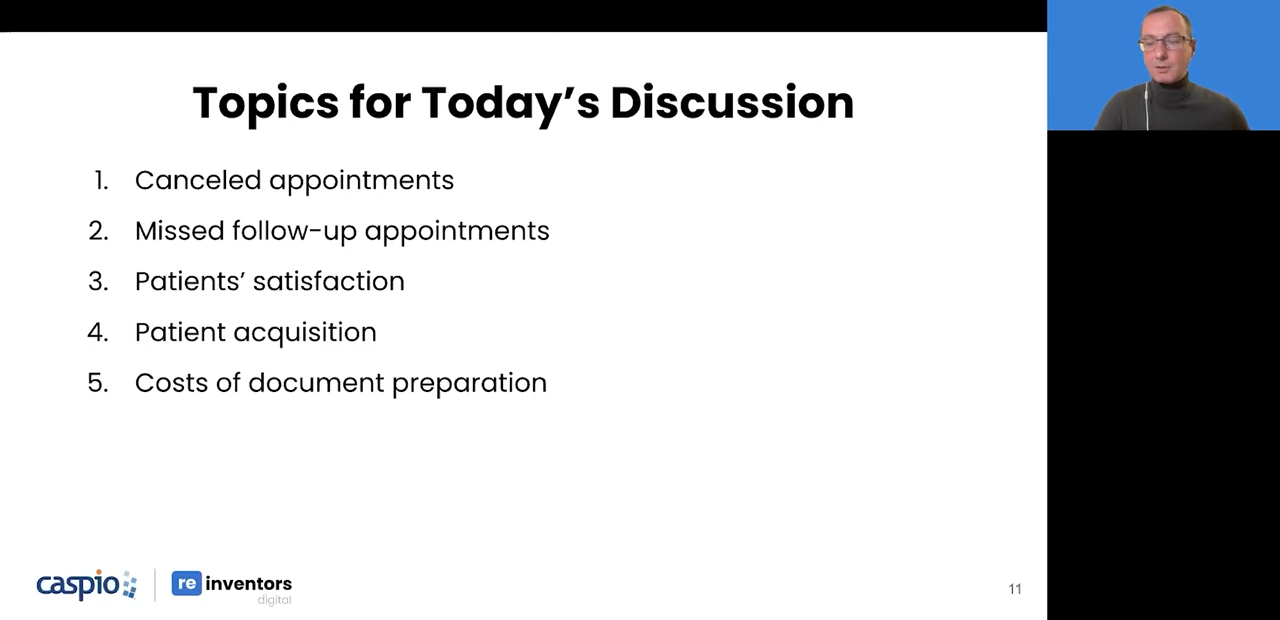 Topics for Today’s Discussion
1. Canceled appointments
2. Missed follow-up appointments
3. Patients’ satisfaction
4. Patient acquisition
5. Costs of document preparation
caspio
re inventors
digital
11